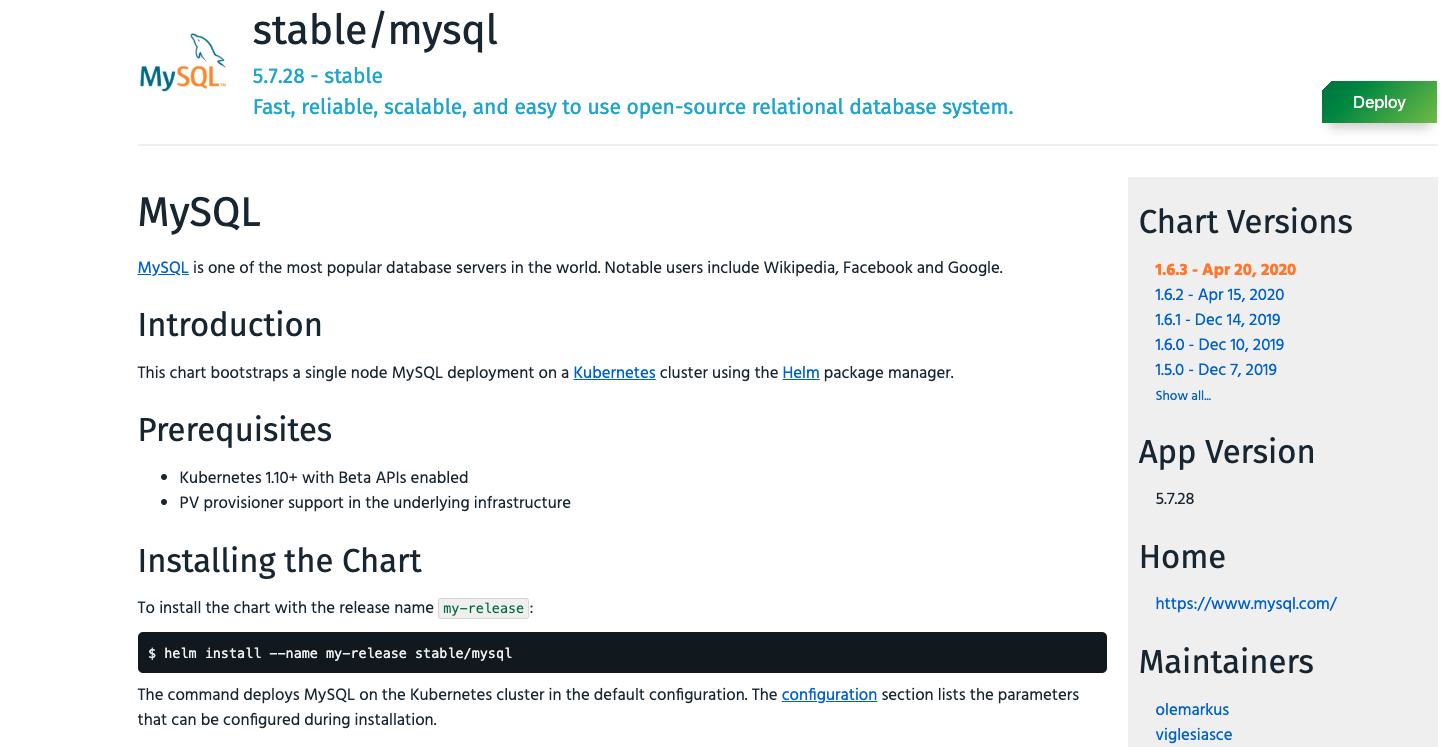 stable/mysql
MySQL™
5.7.28 - stable
Fast, reliable, scalable, and easy to use open-source relational database system.
Deploy
MySQL
MySQL is one of the most popular database servers in the world. Notable users include Wikipedia, Facebook and Google.
Introduction
This chart bootstraps a single node MySQL deployment on a Kubernetes cluster using the Helm package manager.
Prerequisites
• Kubernetes 1.10+ with Beta APIs enabled
• PV provisioner support in the underlying infrastructure
Installing the Chart
To install the chart with the release name my-release:
$ helm install --name my-release stable/mysql
The command deploys MySQL on the Kubernetes cluster in the default configuration. The configuration section lists the parameters
that can be configured during installation.
Chart Versions
1.6.3 - Apr 20, 2020
1.6.2 - Apr 15, 2020
1.6.1 - Dec 14, 2019
1.6.0 - Dec 10, 2019
1.5.0 - Dec 7, 2019
Show all...
App Version
5.7.28
Home
https://www.mysql.com/
Maintainers
olemarkus
viglesiasce